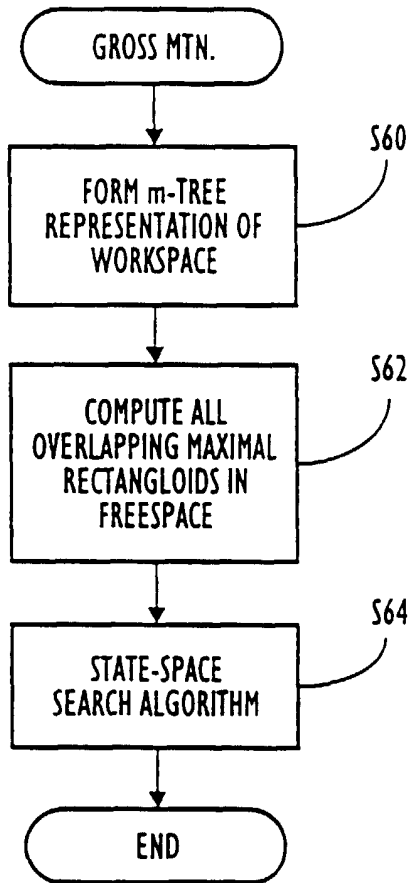 GROSS MTN.
S60
FORM m-TREE
REPRESENTATION OF
WORKSPACE
S62
COMPUTE ALL
OVERLAPPING MAXIMAL
RECTANGLOIDS IN
FREESPACE
S64
STATE-SPACE
SEARCH ALGORITHM
END